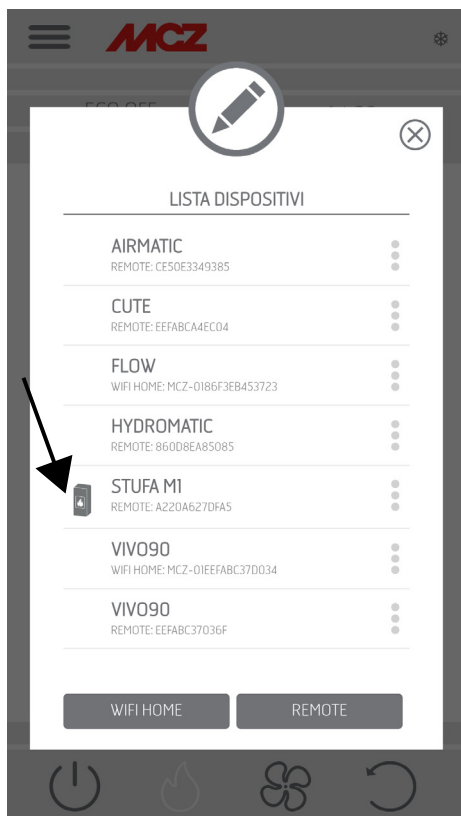 MCZ
LISTA DISPOSITIVI
AIRMATIC
REMOTE: CE50E3349385
CUTE
REMOTE: EEFABCA4EC04
FLOW
WIFI HOME: MCZ-0186F3EB453723
HYDROMATIC
REMOTE: 860D8EA85085
STUFA M1
REMOTE: A220A627DFA5
VIVO90
WIFI HOME: MCZ-01EEFABC37D034
VIVO90
REMOTE: EEFABC37036F
WIFI HOME
REMOTE